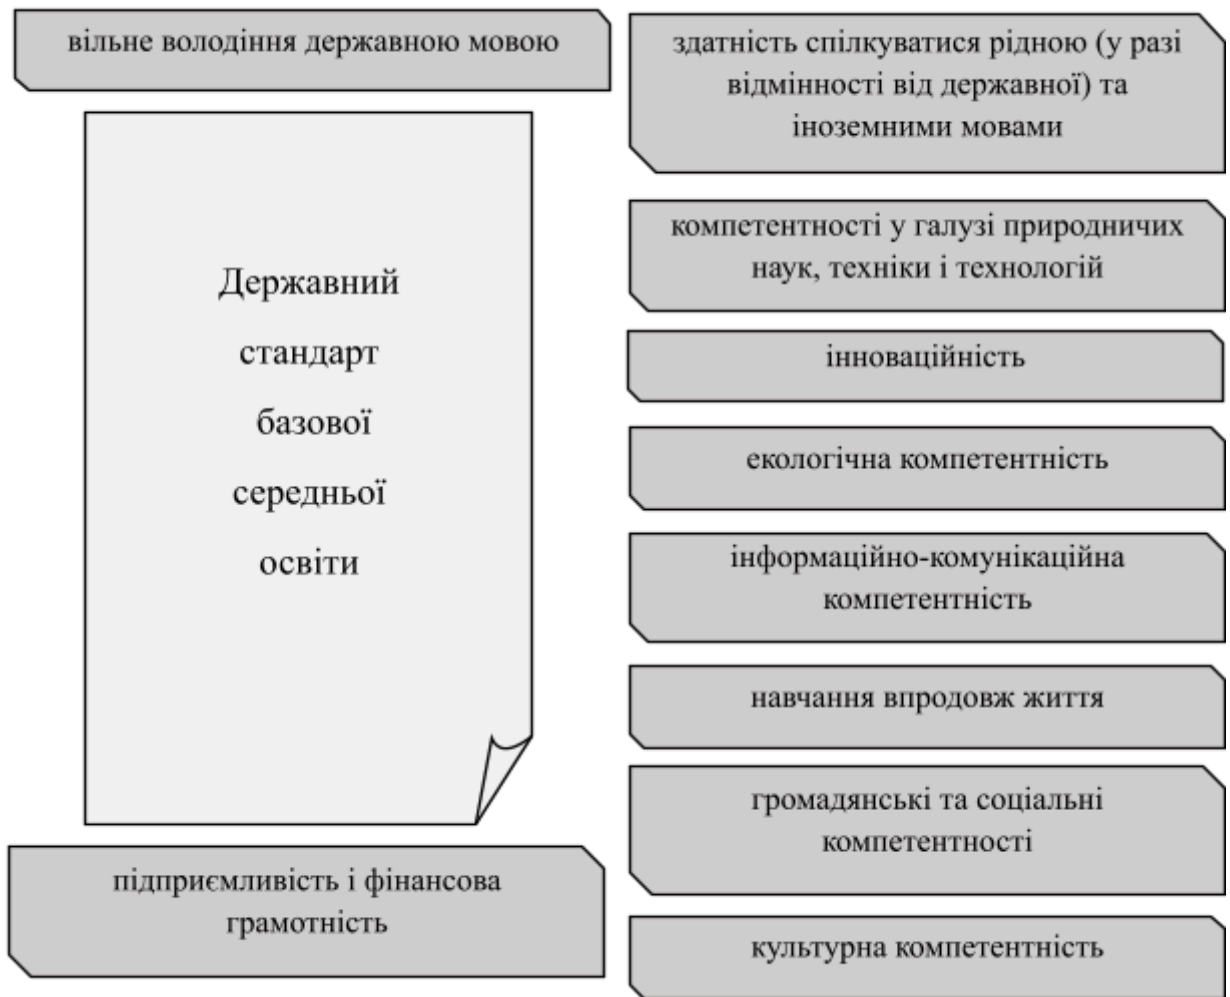 вільне володіння державною мовою
здатність спілкуватися рідною (у разі
відмінності від державної) та
іноземними мовами
Державний
стандарт
базової
середньої
освіти
компетентності у галузі природничих
наук, техніки і технологій
інноваційність
екологічна компетентність
інформаційно-комунікаційна
компетентність
навчання впродовж життя
громадянські та соціальні
компетентності
підприємливість і фінансова
грамотність
культурна компетентність